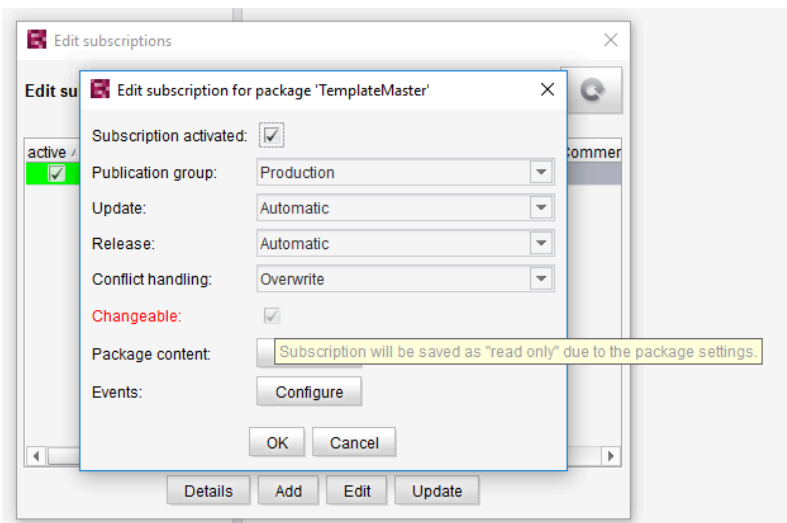 Edit subscriptions
Edit su
Edit subscription for package 'TemplateMaster'
active
Commer
Subscription activated:
Publication group: Production
Update: Automatic
Release: Automatic
Conflict handling: Overwrite
Changeable:
Package content:
Subscription will be saved as "read only" due to the package settings.
Events: Configure
OK Cancel
Details Add Edit Update